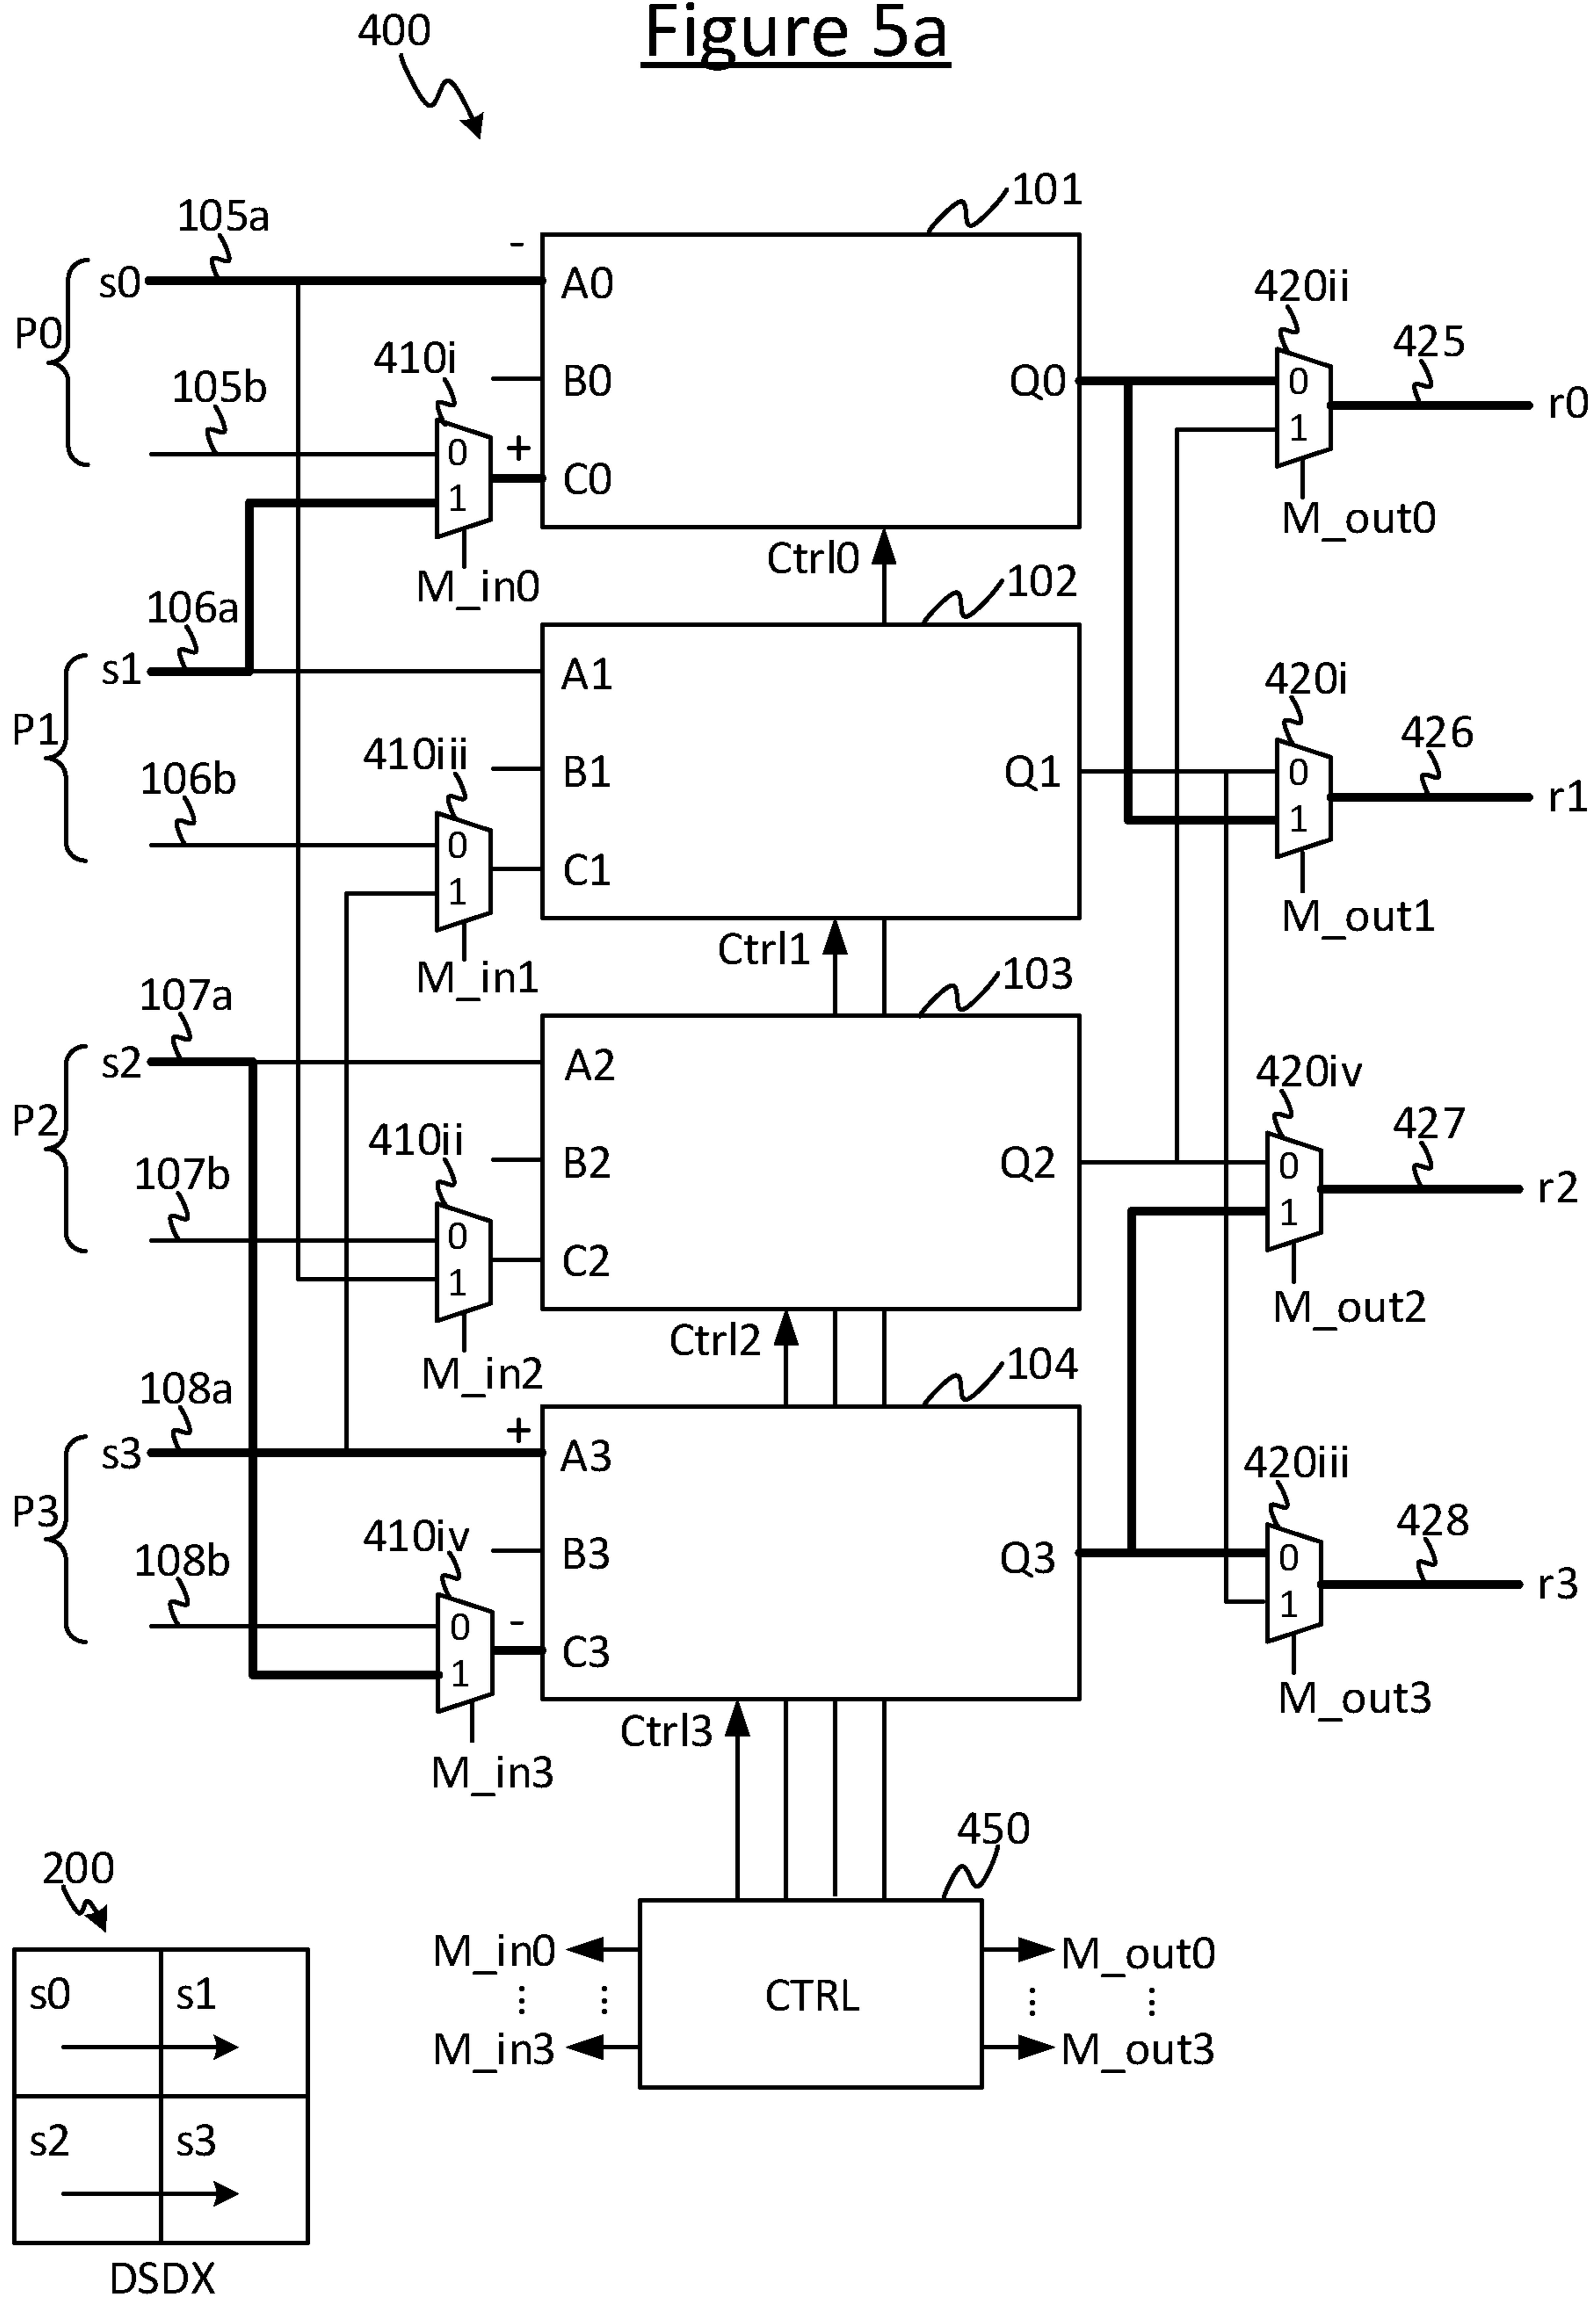 Figure 5a
400
101
105a
-
s0
A0
420ii
P0
410i
425
105b
B0
Q0
0
r0
0
+
1
1
C0
M_out0
Ctrl0
M_in0
102
106a
s1
A1
420i
P1
410iii
426
106b
B1
Q1
0
r1
0
1
1
C1
M_out1
Ctrl1
M_in1
103
107a
s2
A2
420iv
P2
410ii
427
107b
B2
Q2
0
r2
0
1
1
C2
M_out2
Ctrl2
M_in2
104
108a
+
s3
A3
420iii
P3
410iv
428
108b
B3
Q3
0
r3
0
-
1
1
C3
M_out3
Ctrl3
M_in3
450
200
M_in0
M_out0
s0 s1
CTRL
M_in3
M_out3
s2 s3
DSDX